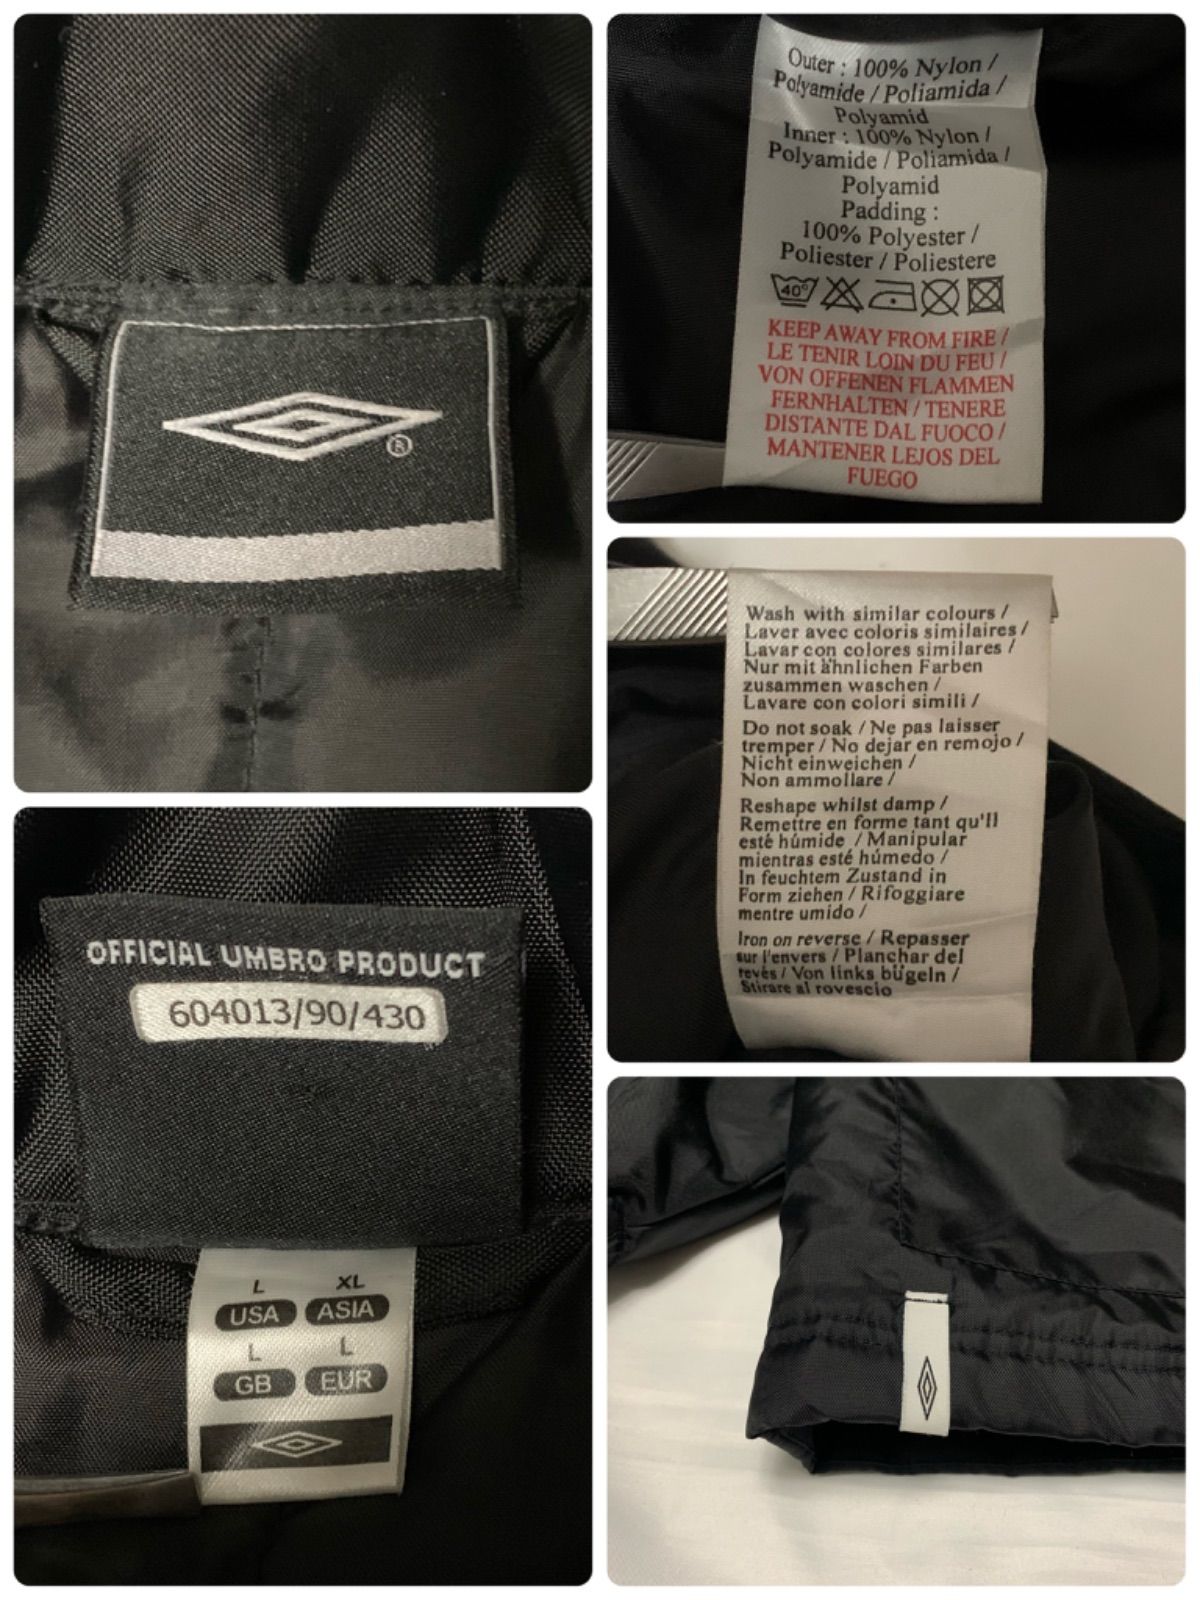 ®
OFFICIAL UMBRO PRODUCT
604013/90/430
L XL
USA ASIA
L L
GB EUR
Outer : 100% Nylon /
Polyamide / Poliamida /
Polyamid
Inner : 100% Nylon /
Polyamide / Poliamida /
Polyamid
Padding :
100% Polyester /
Poliester / Poliestere
40°
KEEP AWAY FROM FIRE /
LE TENIR LOIN DU FEU /
VON OFFENEN FLAMMEN
FERNHALTEN / TENERE
DISTANTE DAL FUOCO /
MANTENER LEJOS DEL
FUEGO
Wash with similar colours /
Laver avec coloris similaires /
Lavar con colores similares /
Nur mit ähnlichen Farben
zusammen waschen /
Lavare con colori simili /
Do not soak / Ne pas laisser
tremper / No dejar en remojo /
Nicht einweichen /
Non ammollare /
Reshape whilst damp /
Remettre en forme tant qu'il
esté húmide / Manipular
mientras esté húmedo /
In feuchtem Zustand in
Form ziehen / Rifoggiare
mentre umido /
Iron on reverse / Repasser
sur l'envers / Planchar del
revés / Von links bügeln /
Stirare al rovescio